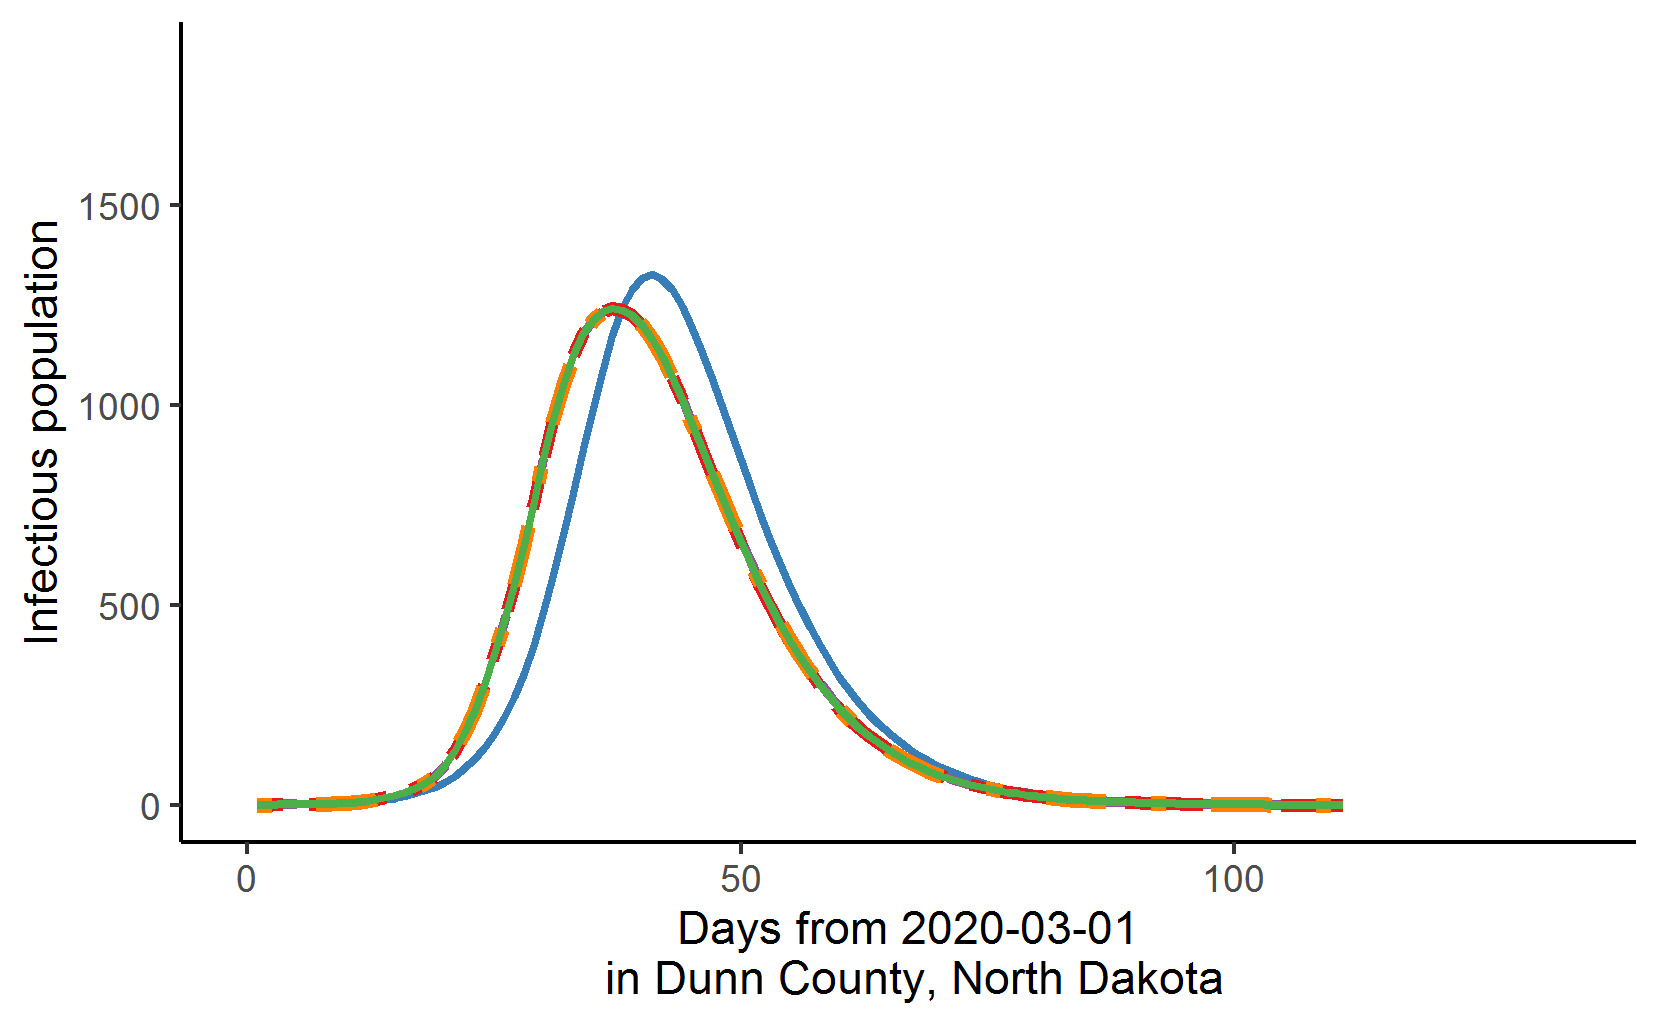 Infectious population
1500
1000
500
0
0 50 100
Days from 2020-03-01
in Dunn County, North Dakota